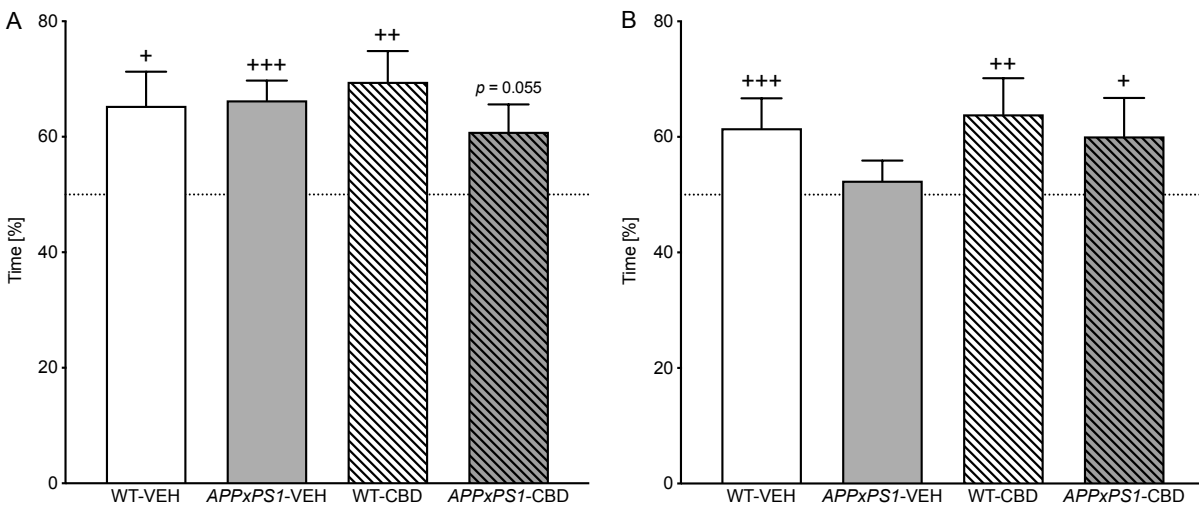 A
B
80
60
40
20
0
Time [%]
+
+++
++
p = 0.055
WT-VEH
APPxPS1-VEH
WT-CBD
APPxPS1-CBD
80
60
40
20
0
Time [%]
+++
++
+
WT-VEH
APPxPS1-VEH
WT-CBD
APPxPS1-CBD